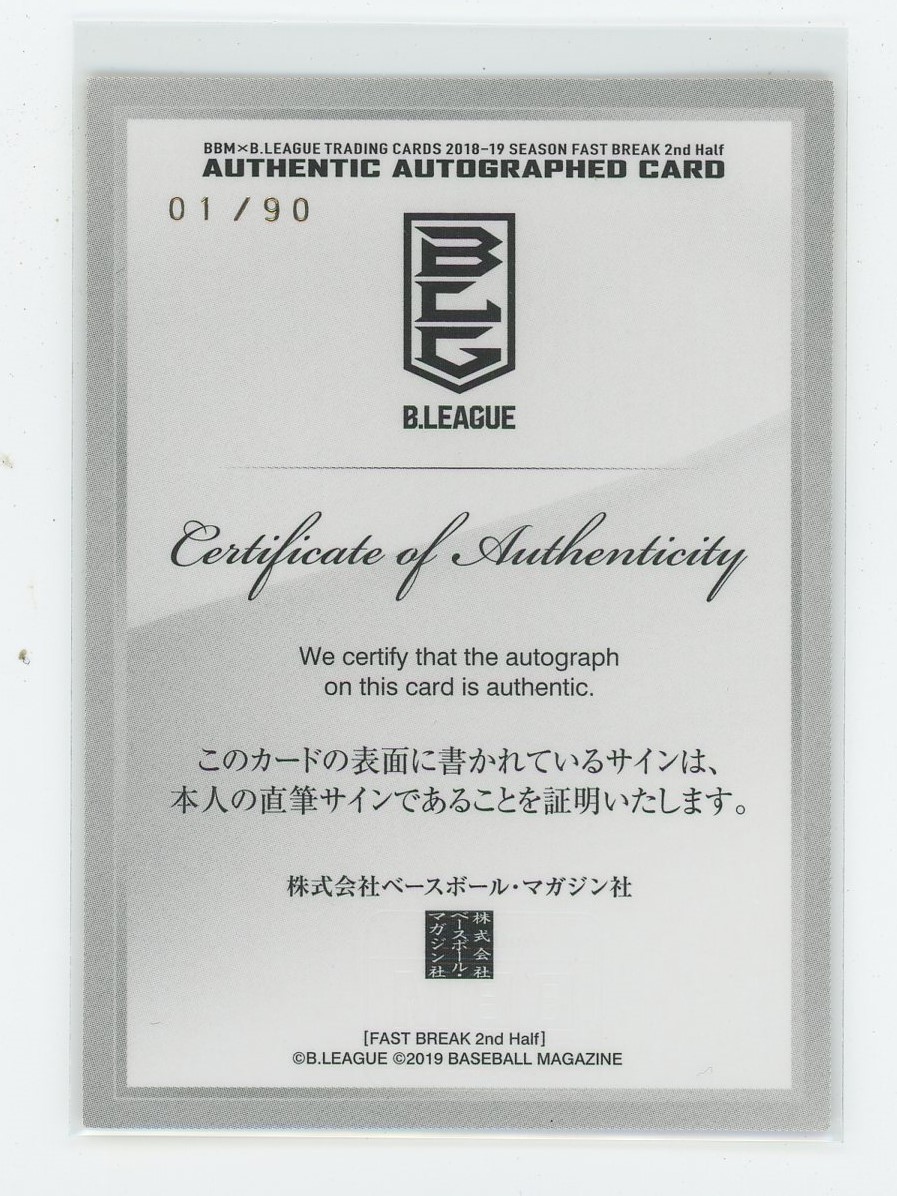 BBM×B.LEAGUE TRADING CARDS 2018-19 SEASON FAST BREAK 2nd Half
AUTHENTIC AUTOGRAPHED CARD
01/90
BLG
B.LEAGUE
Certificate of Authenticity
We certify that the autograph
on this card is authentic.
このカードの表面に書かれているサインは、
本人の直筆サインであることを証明いたします。
株式会社ベースボール・マガジン社
株式会社
ベースボール・
マガジン社
[FAST BREAK 2nd Half]
©B.LEAGUE ©2019 BASEBALL MAGAZINE